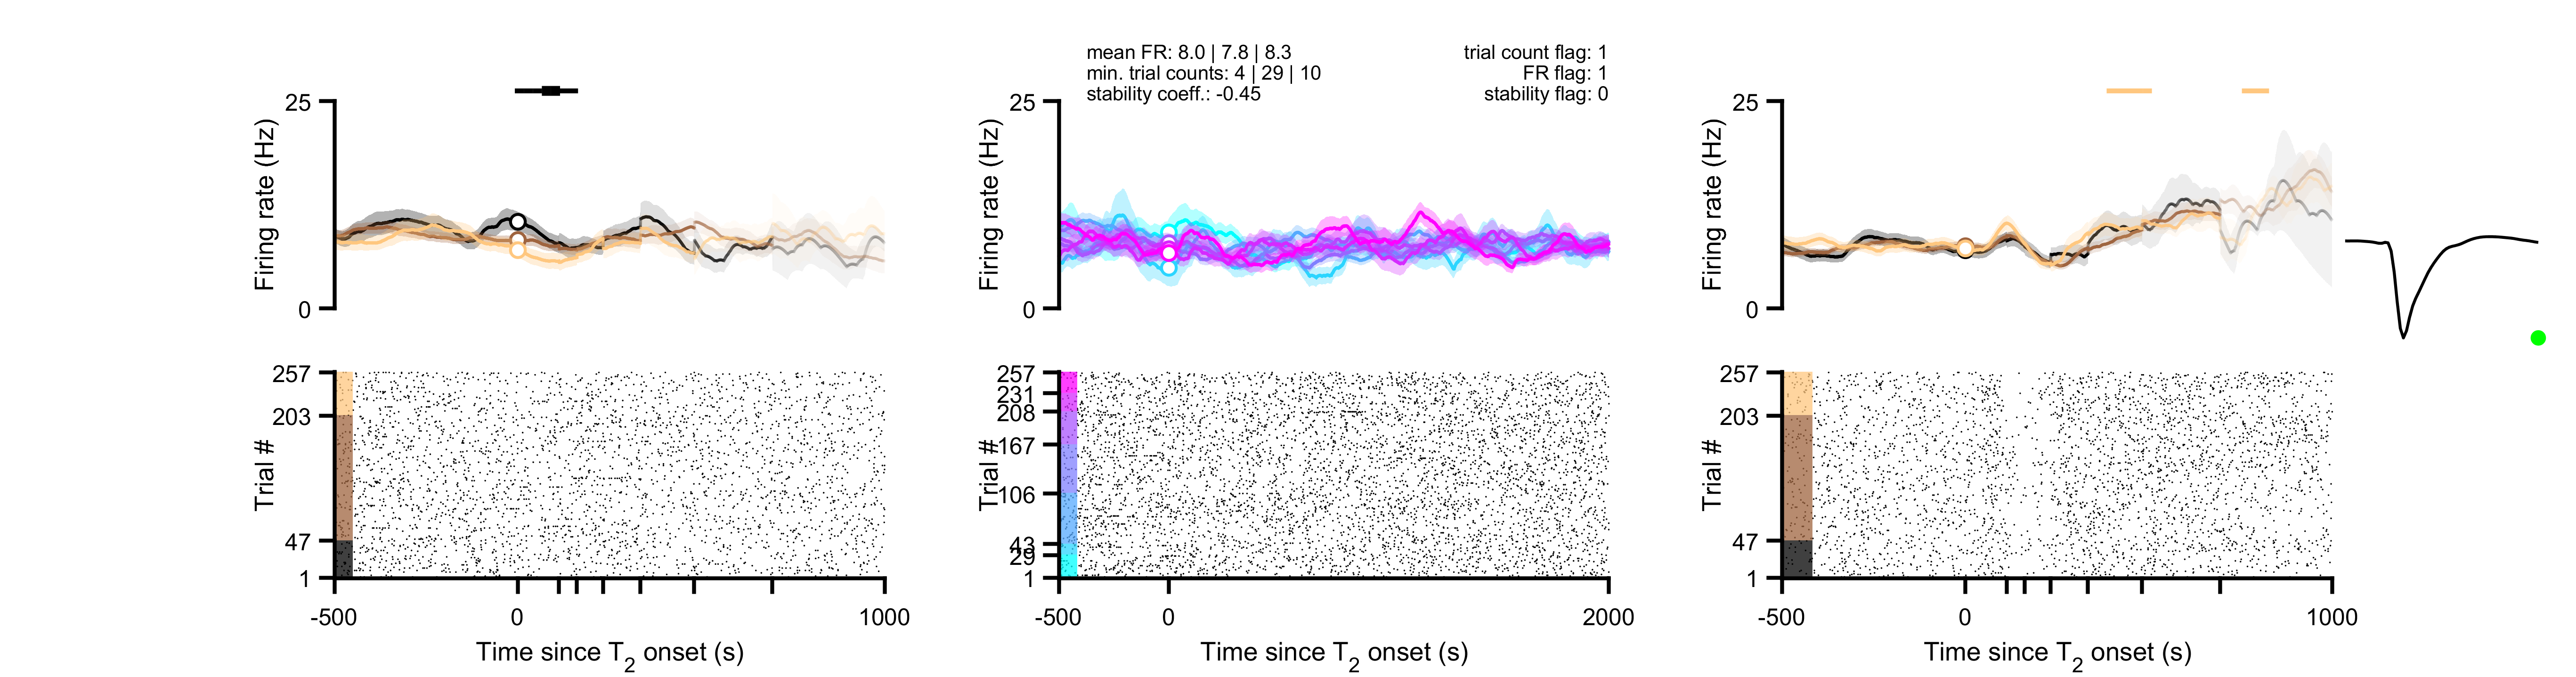 mean FR: 8.0 | 7.8 | 8.3
min. trial counts: 4 | 29 | 10
stability coeff.: -0.45
trial count flag: 1
FR flag: 1
stability flag: 0
25
0
Firing rate (Hz)
25
0
Firing rate (Hz)
25
0
Firing rate (Hz)
257
203
47
1
Trial #
-500
0
1000
Time since T2 onset (s)
257
231
208
167
106
43
29
1
Trial #
-500
0
2000
Time since T2 onset (s)
257
203
47
1
Trial #
-500
0
1000
Time since T2 onset (s)